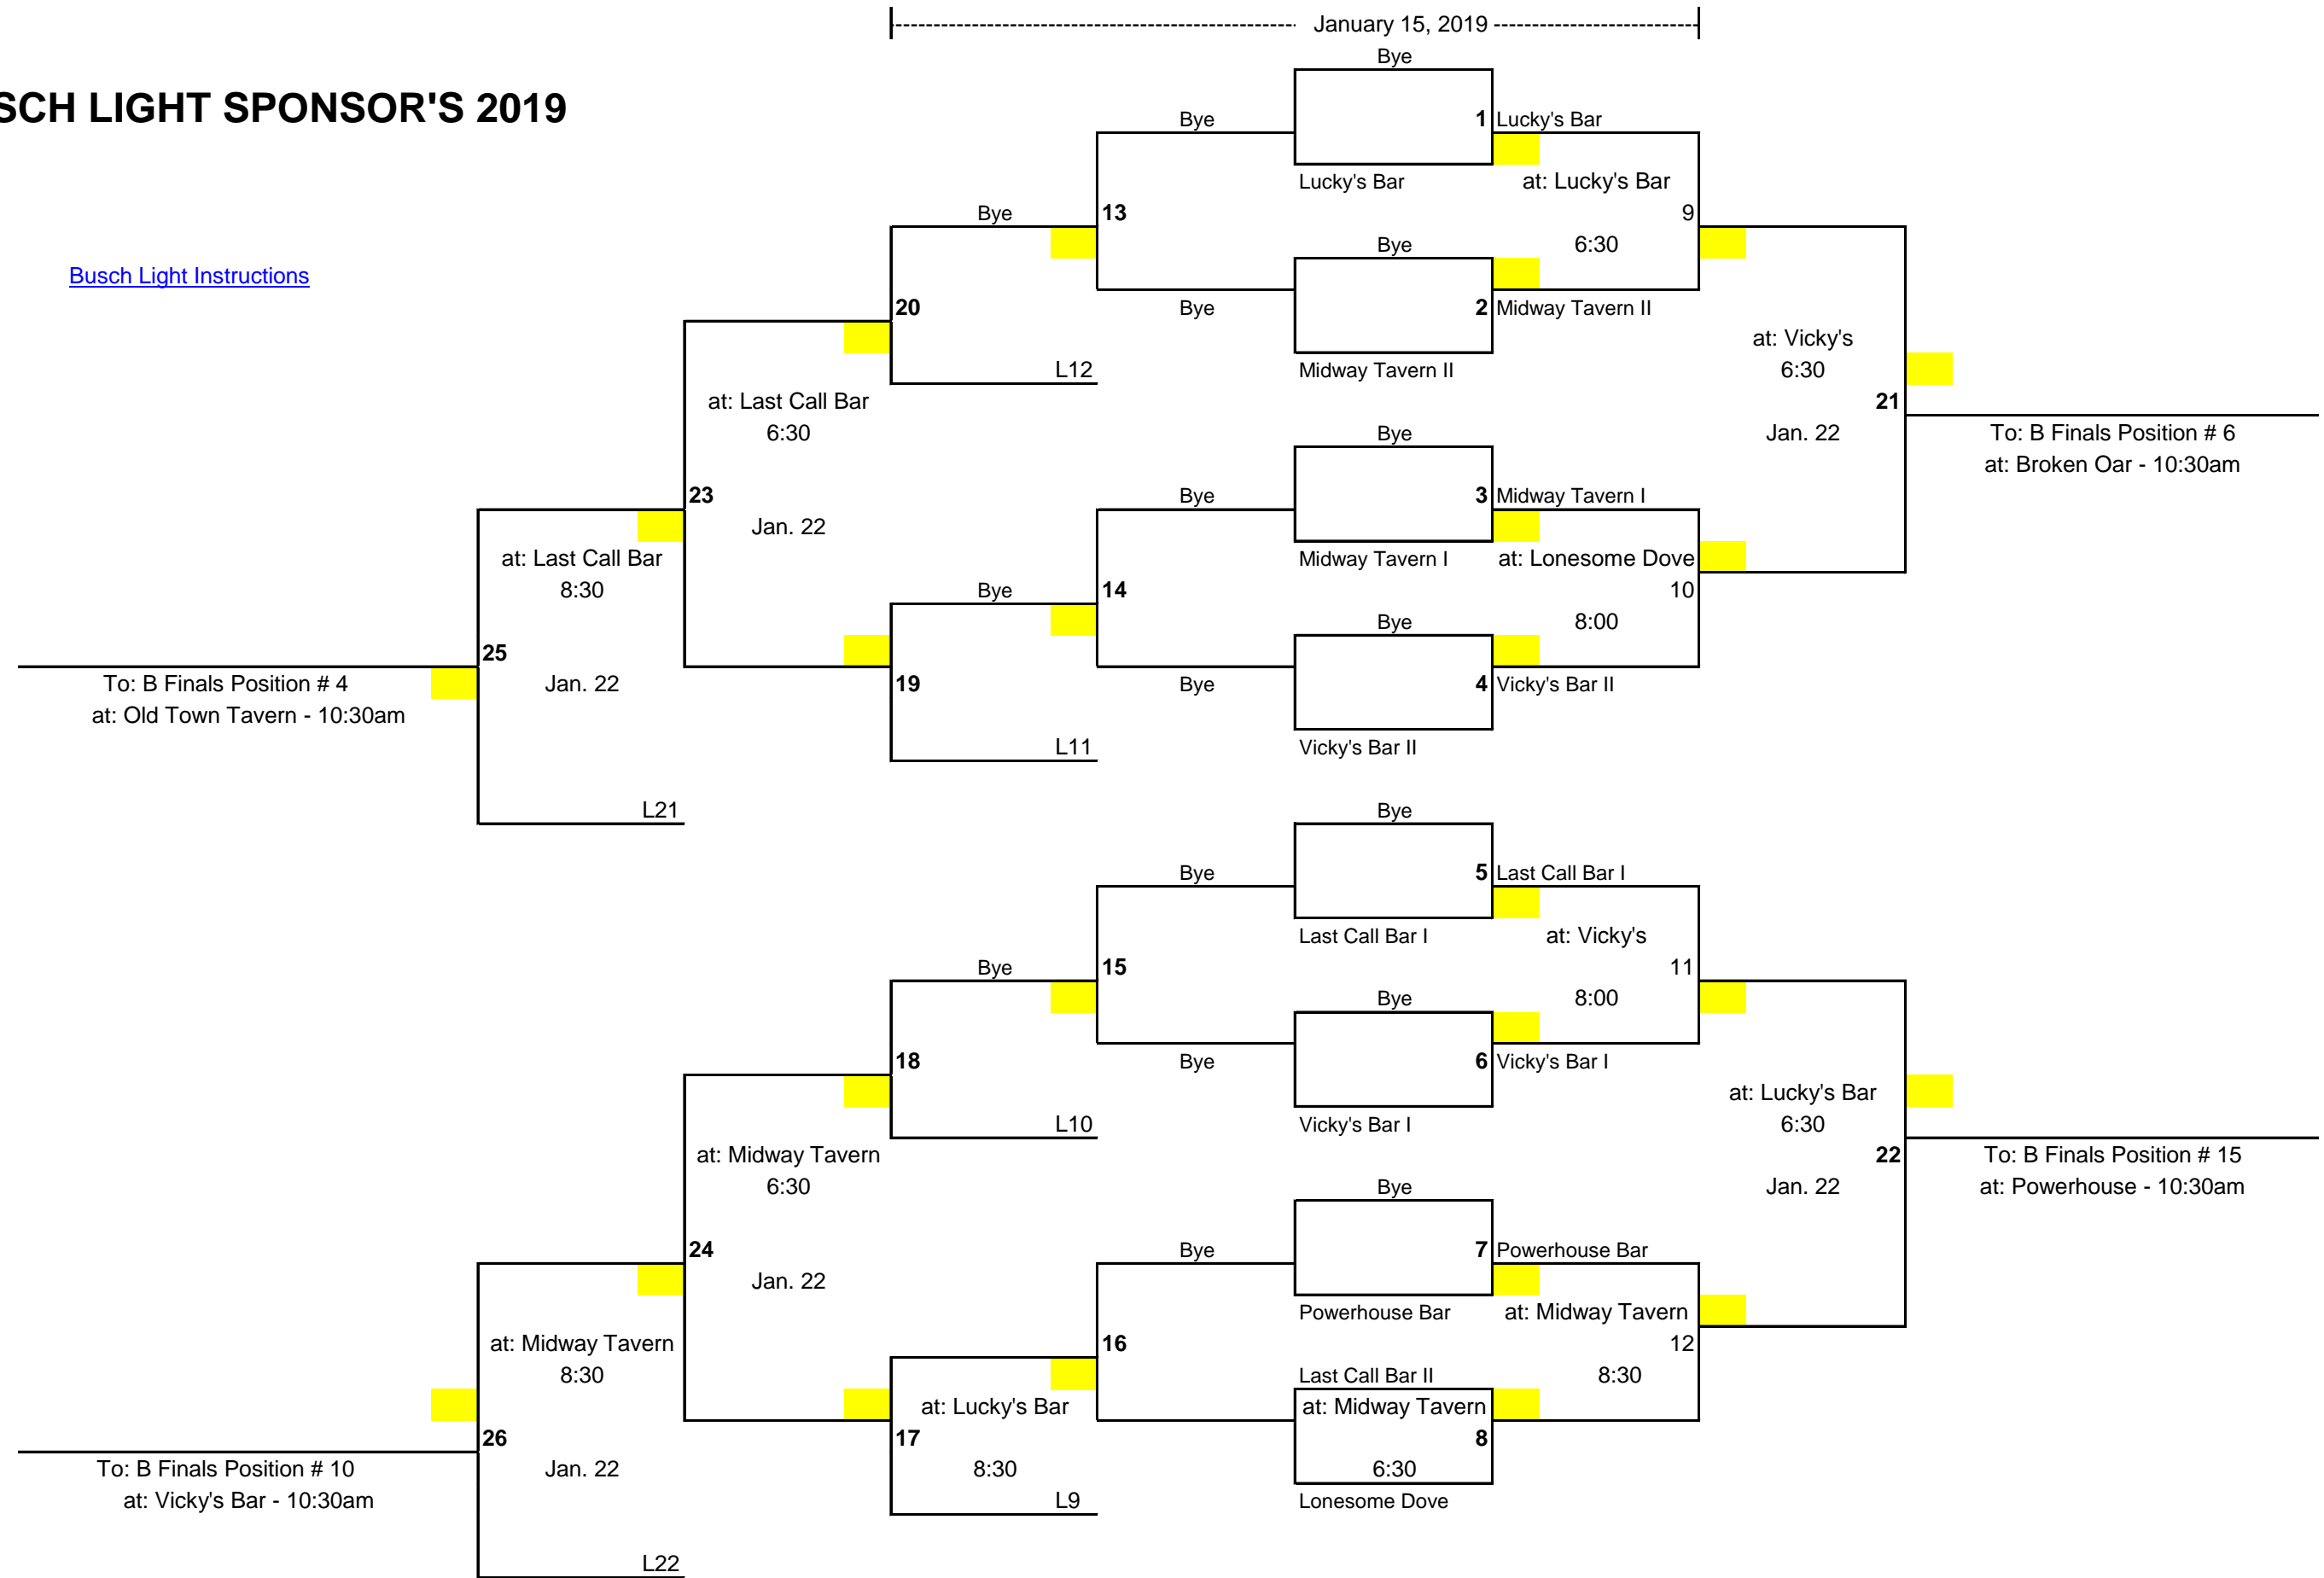 January 15, 2019
Bye
SCH LIGHT SPONSOR'S 2019
Bye
1 Lucky's Bar
Lucky's Bar
at: Lucky's Bar
Bye
13
9
Bye
6:30
Busch Light Instructions
20
Bye
2 Midway Tavern II
at: Vicky's
L12
Midway Tavern II
6:30
at: Last Call Bar
21
6:30
Bye
Jan. 22
To: B Finals Position # 6
at: Broken Oar - 10:30am
23
Bye
3 Midway Tavern I
Jan. 22
at: Last Call Bar
Midway Tavern I
at: Lonesome Dove
8:30
Bye
14
10
Bye
8:00
25
To: B Finals Position # 4
Jan. 22
19
Bye
4 Vicky's Bar II
at: Old Town Tavern - 10:30am
L11
Vicky's Bar II
L21
Bye
Bye
5 Last Call Bar I
Last Call Bar I
at: Vicky's
Bye
15
11
Bye
8:00
18
Bye
6 Vicky's Bar I
at: Lucky's Bar
L10
Vicky's Bar I
6:30
at: Midway Tavern
22
To: B Finals Position # 15
6:30
Bye
Jan. 22
at: Powerhouse - 10:30am
24
Bye
7 Powerhouse Bar
Jan. 22
Powerhouse Bar
at: Midway Tavern
at: Midway Tavern
16
12
8:30
Last Call Bar II
8:30
at: Lucky's Bar
at: Midway Tavern
26
17
8
To: B Finals Position # 10
Jan. 22
8:30
6:30
at: Vicky's Bar - 10:30am
L9
Lonesome Dove
L22